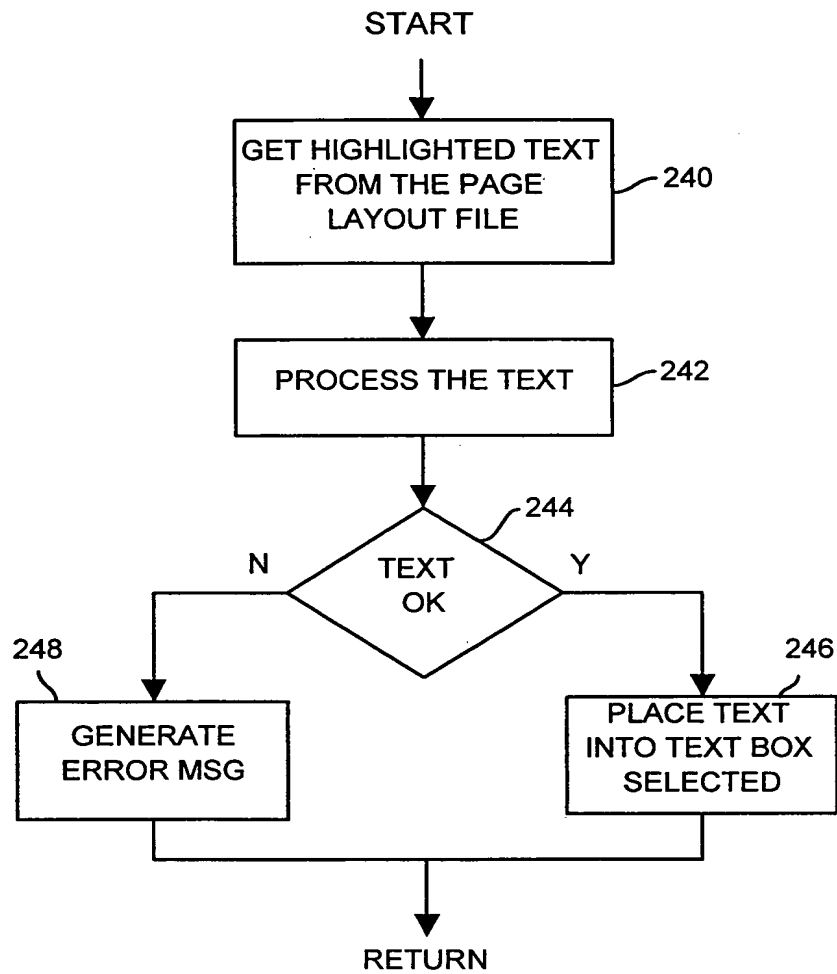 START
GET HIGHLIGHTED TEXT
FROM THE PAGE
LAYOUT FILE
240
PROCESS THE TEXT
242
244
N
TEXT
OK
Y
248
GENERATE
ERROR MSG
246
PLACE TEXT
INTO TEXT BOX
SELECTED
RETURN